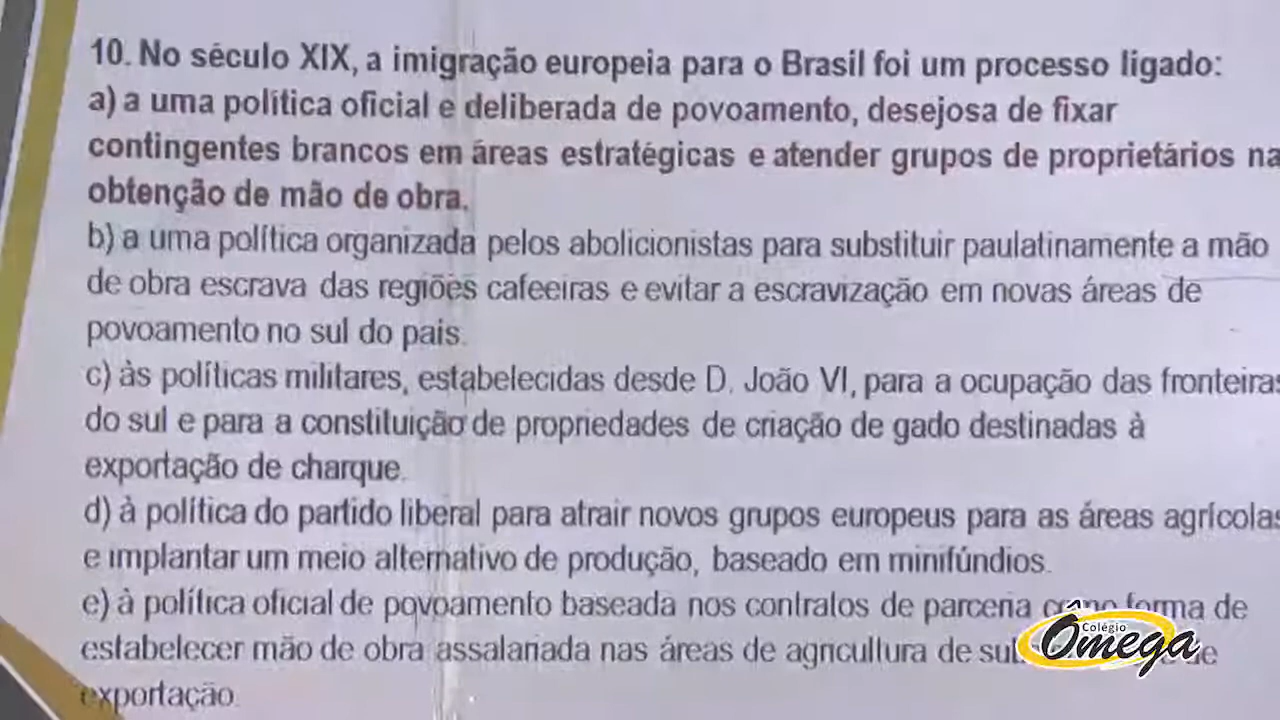 10. No século XIX, a imigração europeia para o Brasil foi um processo ligado:
a) a uma política oficial e deliberada de povoamento, desejosa de fixar
contingentes brancos em áreas estratégicas e atender grupos de proprietários na
obtenção de mão de obra.
b) a uma política organizada pelos abolicionistas para substituir paulatinamente a mão
de obra escrava das regiões cafeeiras e evitar a escravização em novas áreas de
povoamento no sul do pais.
c) às políticas militares, estabelecidas desde D. João VI, para a ocupação das fronteiras
do sul e para a constituição de propriedades de criação de gado destinadas à
exportação de charque.
d) à política do partido liberal para atrair novos grupos europeus para as áreas agrícolas
e implantar um meio alternativo de produção, baseado em minifúndios.
e) à política oficial de povoamento baseada nos contratos de parceria como forma de
estabelecer mão de obra assalariada nas áreas de agricultura de
exportação.
Colégio
Ômega